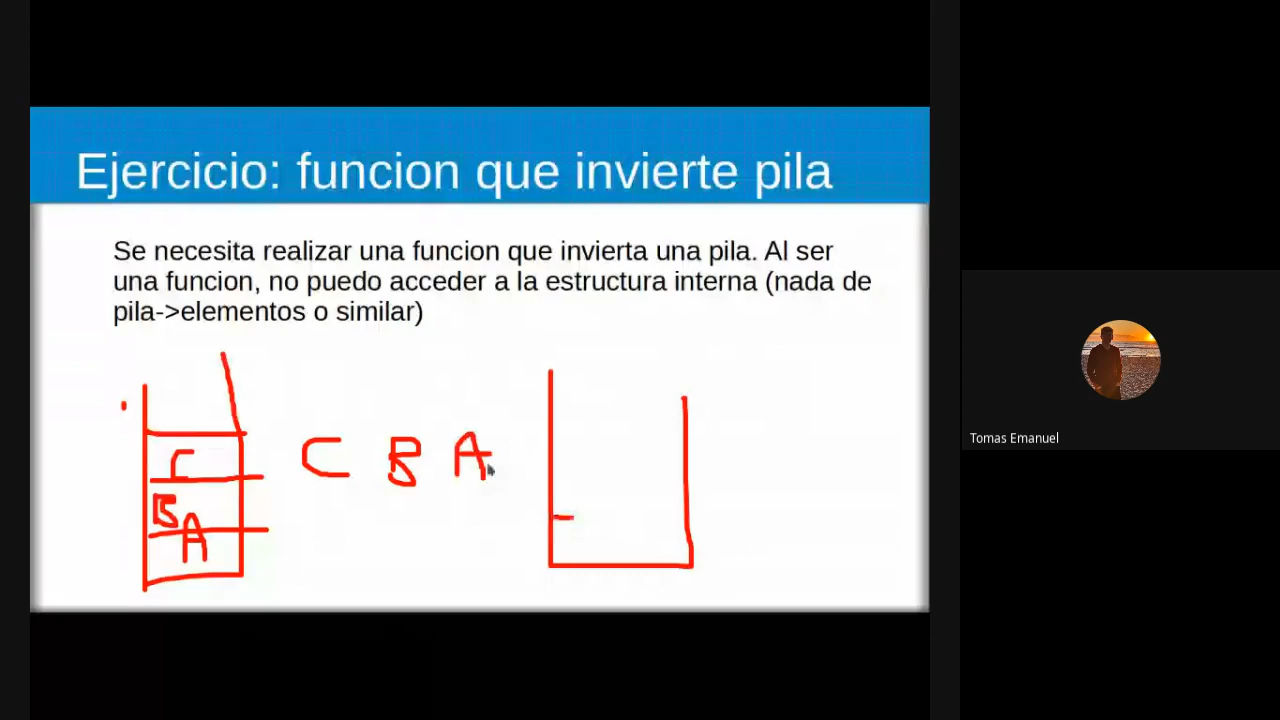 Ejercicio: funcion que invierte pila
Se necesita realizar una funcion que invierta una pila. Al ser
una funcion, no puedo acceder a la estructura interna (nada de
pila->elementos o similar)
C
B
A
C B A
Tomas Emanuel